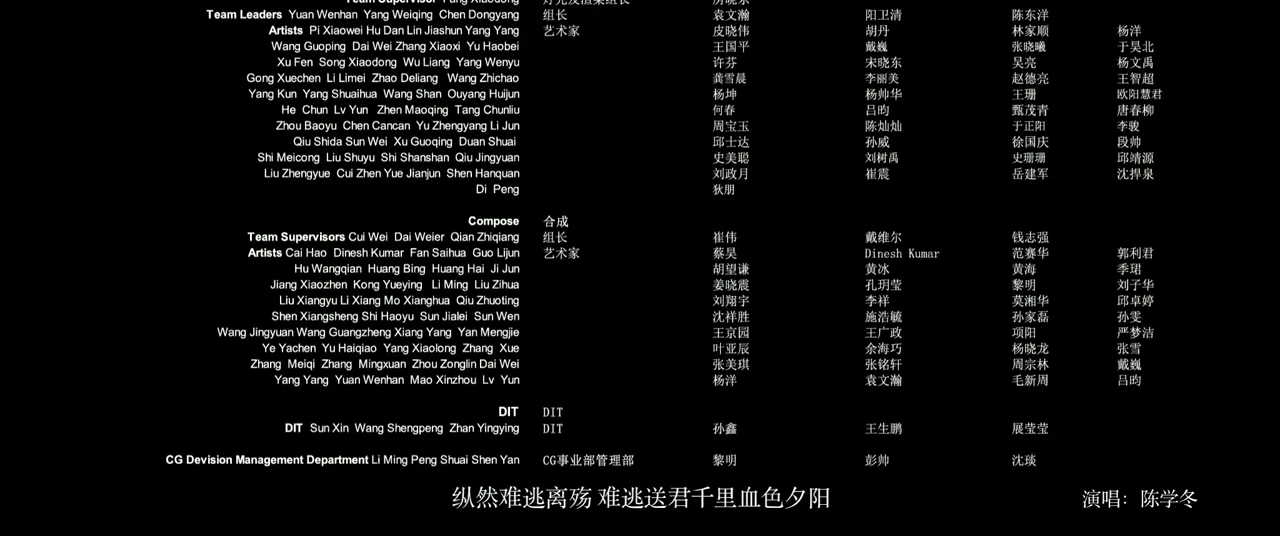 Team Leaders Yuan Wenhan Yang Weiqing Chen Dongyang 组长 袁文瀚 阳卫清 陈东洋
Artists Pi Xiaowei Hu Dan Lin Jiashun Yang Yang 艺术家 皮晓伟 胡丹 林家顺 杨洋
Wang Guoping Dai Wei Zhang Xiaoxi Yu Haobei 王国平 戴巍 张晓曦 于昊北
Xu Fen Song Xiaodong Wu Liang Yang Wenyu 许芬 宋晓东 吴亮 杨文禹
Gong Xuechen Li Limei Zhao Deliang Wang Zhichao 龚雪晨 李丽美 赵德亮 王智超
Yang Kun Yang Shuaihua Wang Shan Ouyang Huijun 杨坤 杨帅华 王珊 欧阳慧君
He Chun Lv Yun Zhen Maoqing Tang Chunliu 何春 吕昀 甄茂青 唐春柳
Zhou Baoyu Chen Cancan Yu Zhengyang Li Jun 周宝玉 陈灿灿 于正阳 李骏
Qiu Shida Sun Wei Xu Guoqing Duan Shuai 邱士达 孙威 徐国庆 段帅
Shi Meicong Liu Shuyu Shi Shanshan Qiu Jingyuan 史美聪 刘树禹 史珊珊 邱靖源
Liu Zhengyue Cui Zhen Yue Jianjun Shen Hanquan 刘政月 崔震 岳建军 沈捍泉
Di Peng 狄朋
Compose 合成
Team Supervisors Cui Wei Dai Weier Qian Zhiqiang 组长 崔伟 戴维尔 钱志强
Artists Cai Hao Dinesh Kumar Fan Saihua Guo Lijun 艺术家 蔡昊 Dinesh Kumar 范赛华 郭利君
Hu Wangqian Huang Bing Huang Hai Ji Jun 胡望谦 黄冰 黄海 季珺
Jiang Xiaozhen Kong Yueying Li Ming Liu Zihua 姜晓震 孔玥莹 黎明 刘子华
Liu Xiangyu Li Xiang Mo Xianghua Qiu Zhuoting 刘翔宇 李祥 莫湘华 邱卓婷
Shen Xiangsheng Shi Haoyu Sun Jialei Sun Wen 沈祥胜 施浩毓 孙家磊 孙雯
Wang Jingyuan Wang Guangzheng Xiang Yang Yan Mengjie 王京园 王广政 项阳 严梦洁
Ye Yachen Yu Haiqiao Yang Xiaolong Zhang Xue 叶亚辰 余海巧 杨晓龙 张雪
Zhang Meiqi Zhang Mingxuan Zhou Zonglin Dai Wei 张美琪 张铭轩 周宗林 戴巍
Yang Yang Yuan Wenhan Mao Xinzhou Lv Yun 杨洋 袁文瀚 毛新周 吕昀
DIT DIT
DIT Sun Xin Wang Shengpeng Zhan Yingying DIT 孙鑫 王生鹏 展莹莹
CG Devision Management Department Li Ming Peng Shuai Shen Yan CG事业部管理部 黎明 彭帅 沈琰
纵然难逃离殇 难逃送君千里血色夕阳 演唱：陈学冬